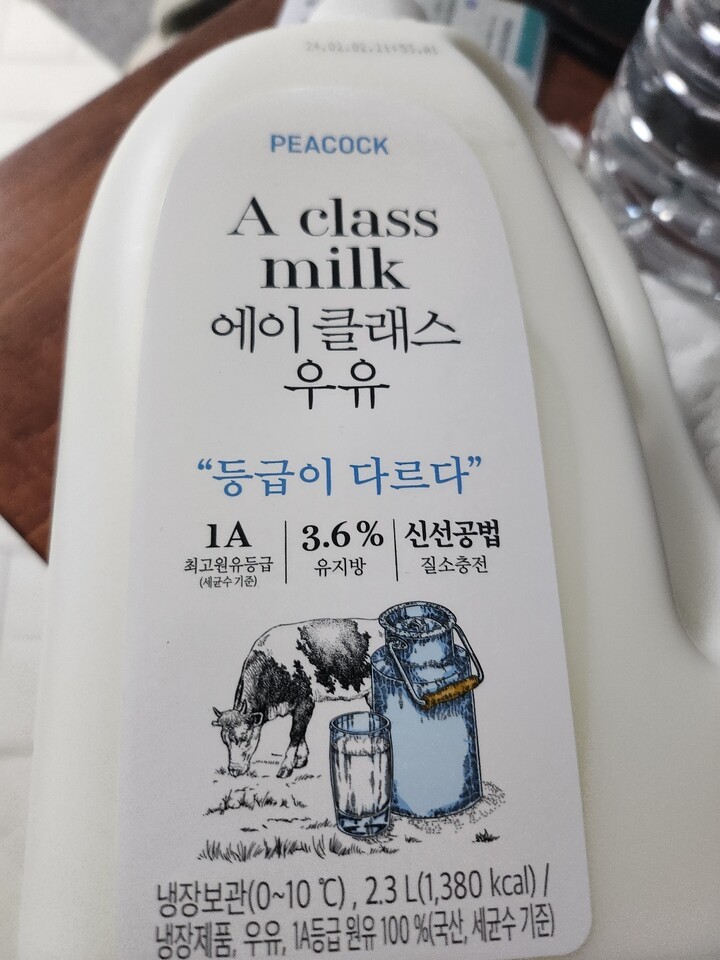 PEACOCK
A class
milk
에이 클래스
우유
“등급이 다르다”
1A
최고원유등급
(세균수 기준)
3.6 %
유지방
신선공법
질소충전
냉장보관(0~10 ℃) , 2.3 L(1,380 kcal) /
냉장제품, 우유, 1A등급 원유 100 %(국산, 세균수 기준)